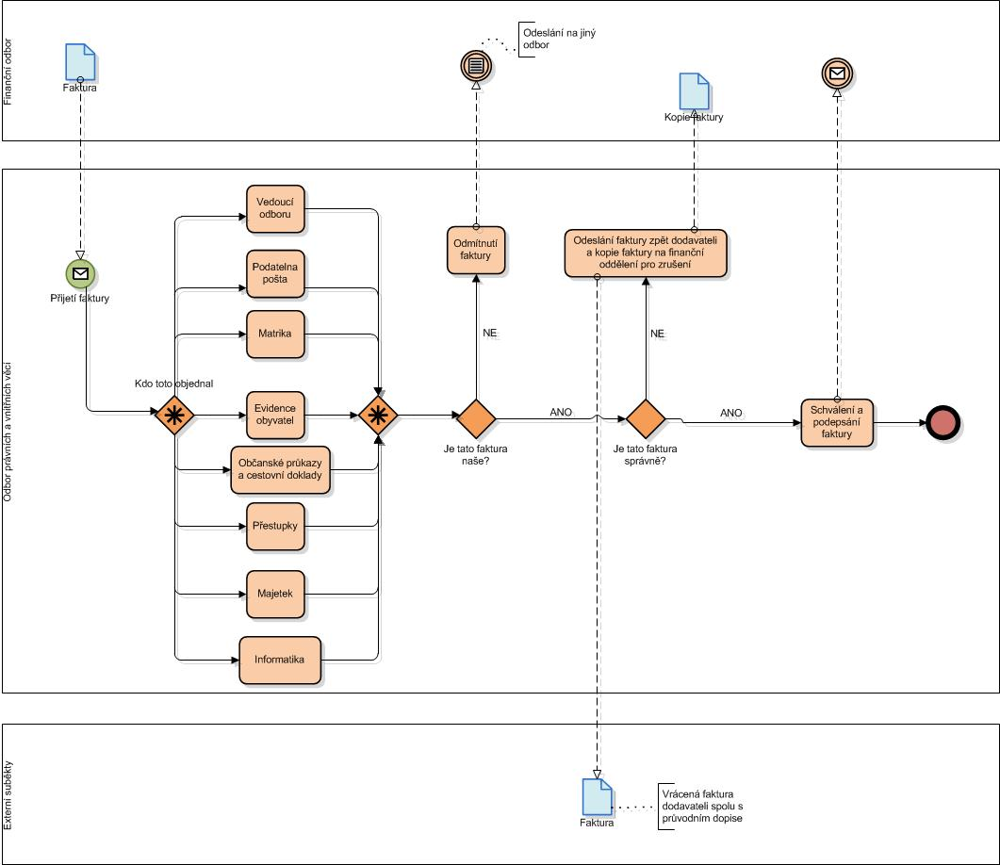 Finanční odbor
Faktura
Odeslání na jiný
odbor
Kopie faktury
Odbor právních a vnitřních věcí
Přijetí faktury
Kdo toto objednal
Vedoucí
odboru
Podatelna
pošta
Matrika
Evidence
obyvatel
Občanské průkazy
a cestovní doklady
Přestupky
Majetek
Informatika
Odmítnutí
faktury
NE
Je tato faktura
naše?
ANO
Odeslání faktury zpět dodavateli
a kopie faktury na finanční
oddělení pro zrušení
NE
Je tato faktura
správně?
ANO
Schválení a
podepsání
faktury
Externí suběkty
Faktura
Vrácená faktura
dodavateli spolu s
průvodním dopise